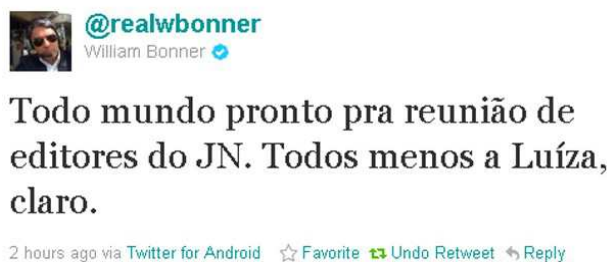 @realwbonner
William Bonner
Todo mundo pronto pra reunião de
editores do JN. Todos menos a Luíza,
claro.
2 hours ago via Twitter for Android Favorite Undo Retweet Reply